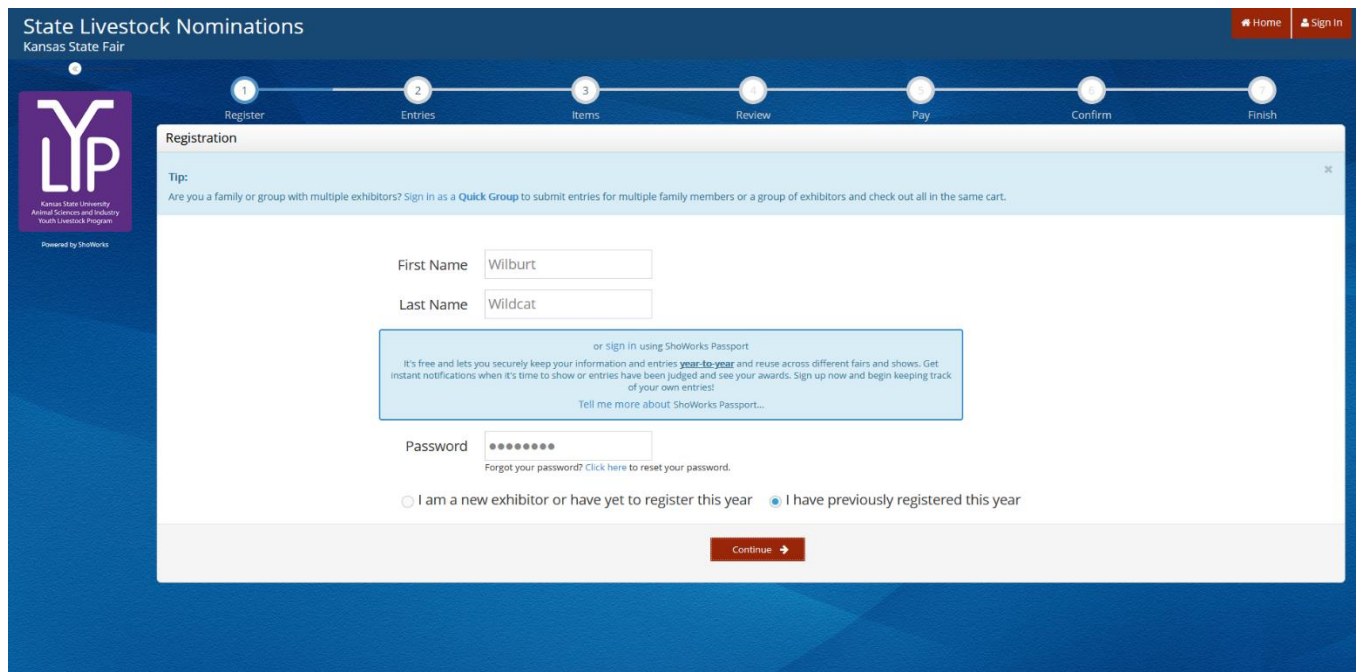 State Livestock Nominations
Kansas State Fair
Home
Sign In
«
1
2
3
4
5
6
7
Register
Entries
Items
Review
Pay
Confirm
Finish
YLIP
Kansas State University
Animal Sciences and Industry
Youth Livestock Program
Powered by ShoWorks
Registration
Tip:
Are you a family or group with multiple exhibitors? Sign in as a Quick Group to submit entries for multiple family members or a group of exhibitors and check out all in the same cart.
First Name
Wilburt
Last Name
Wildcat
or sign in using ShoWorks Passport
It's free and lets you securely keep your information and entries year-to-year and reuse across different fairs and shows. Get
instant notifications when it's time to show or entries have been judged and see your awards. Sign up now and begin keeping track
of your own entries!
Tell me more about ShoWorks Passport...
Password
Forgot your password? Click here to reset your password.
I am a new exhibitor or have yet to register this year
I have previously registered this year
Continue